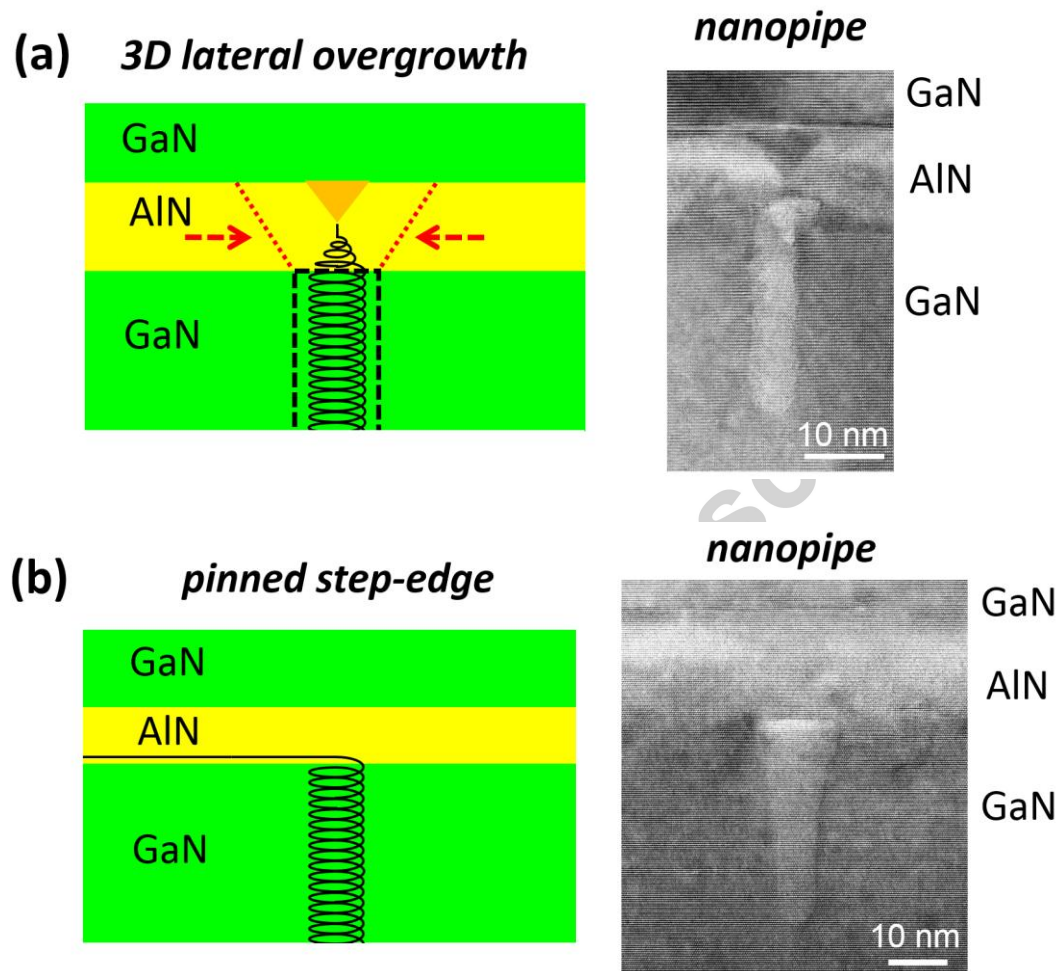 (a) 3D lateral overgrowth
nanopipe
GaN
AlN
GaN
GaN
AlN
GaN
10 nm
(b) pinned step-edge
nanopipe
GaN
AlN
GaN
GaN
AlN
GaN
10 nm